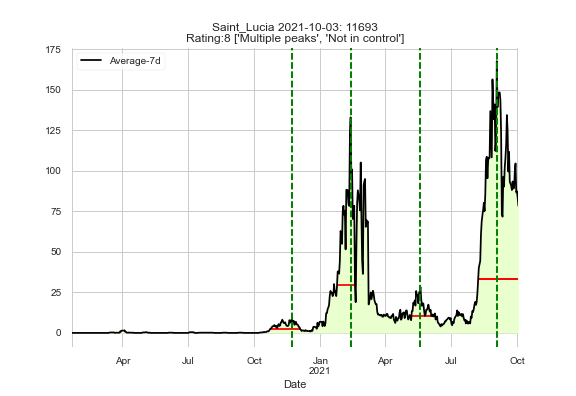 Saint_Lucia 2021-10-03: 11693
Rating:8 ['Multiple peaks', 'Not in control']
175
Average-7d
150
125
100
75
50
25
0
Apr Jul Oct Jan Apr Jul Oct
2021
Date